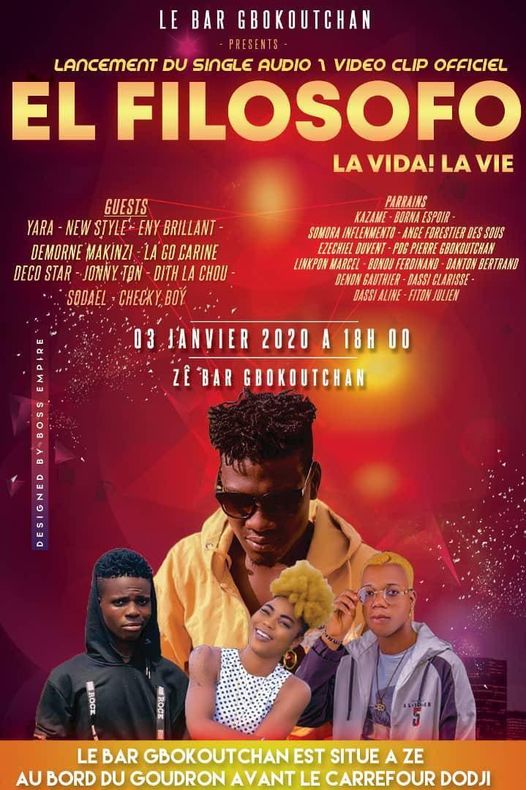 LE BAR GBOKOUTCHAN
- PRESENTS -
LANCEMENT DU SINGLE AUDIO \ VIDEO CLIP OFFICIEL
EL FILOSOFO
LA VIDA! LA VIE
GUESTS
YARA - NEW STYLE - ENY BRILLANT -
DEMORNE MAKINZI - LA GO CARINE
DECO STAR - JONNY TON - DITH LA CHOU -
SODAEL - CHECKY BOY
PARRAINS
KAZAME - BORNA ESPOIR -
SOMORA INFLENMENTO - ANGE FORESTIER DES SOUS
EZECHIEL DUVENT - PDG PIERRE GBOKOUTCHAN
LINKPON MARCEL - BONOU FERDINAND - DANTON BERTRAND
DENON GAUTHIER - DASSI CLARISSE -
DASSI ALINE - FITON JULIEN
03 JANVIER 2020 A 18H 00
ZÊ BAR GBOKOUTCHAN
DESIGNED BY BOSS EMPIRE
ROCK
5
LE BAR GBOKOUTCHAN EST SITUE A ZE
AU BORD DU GOUDRON AVANT LE CARREFOUR DODJI